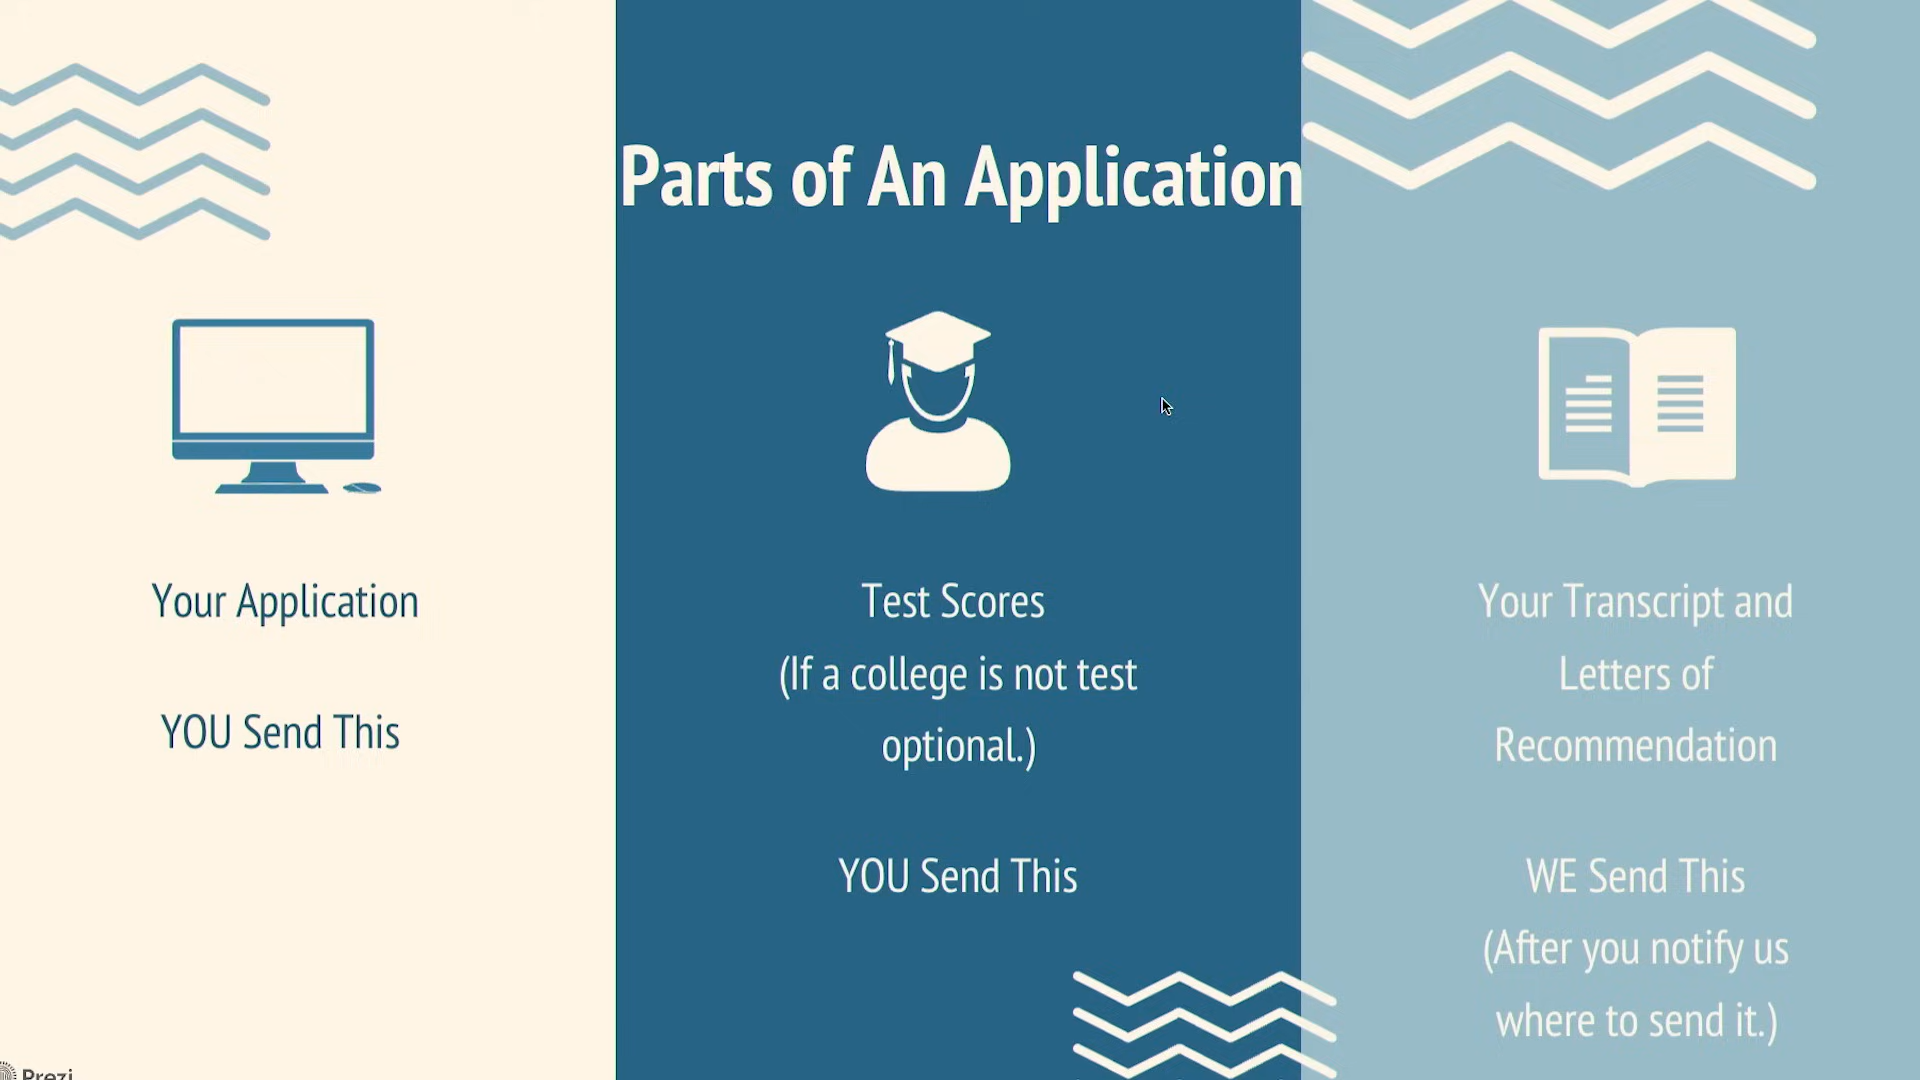 Parts of An Application
Your Application
YOU Send This
Test Scores
(If a college is not test
optional.)
YOU Send This
Your Transcript and
Letters of
Recommendation
WE Send This
(After you notify us
where to send it.)
Prezi